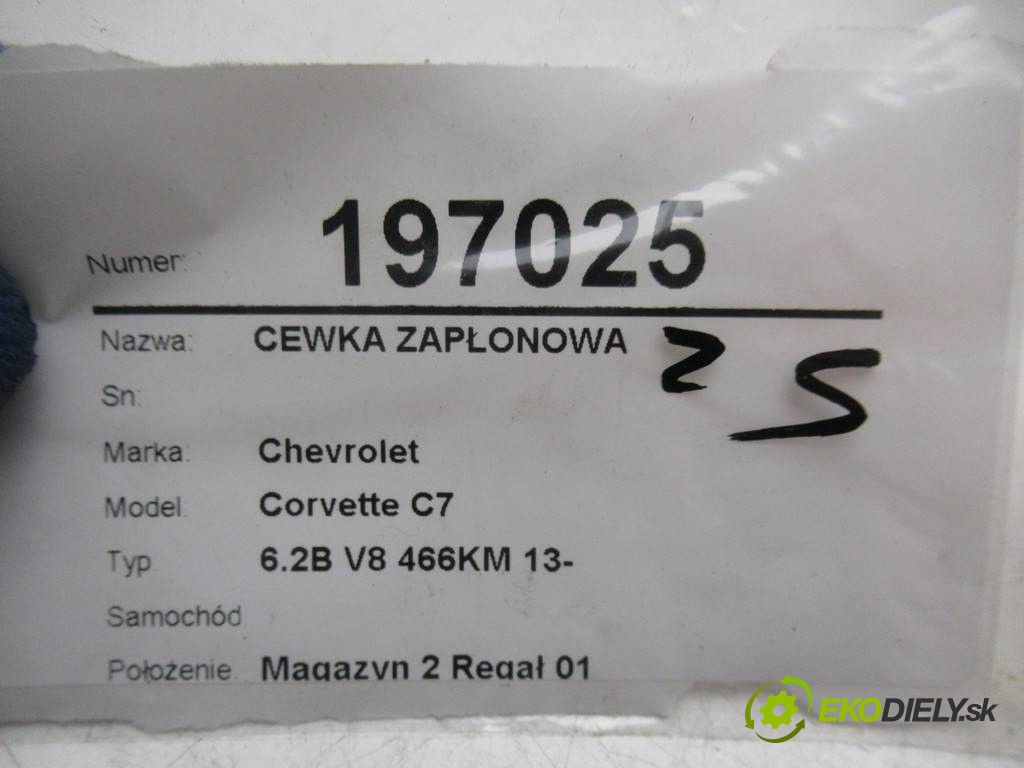 Numer: 197025
Nazwa: CEWKA ZAPŁONOWA 2 S
Sn:
Marka: Chevrolet
Model. Corvette C7
Typ 6.2B V8 466KM 13-
Samochód
Położenie. Magazyn 2 Regał 01
EKODIELY.sk